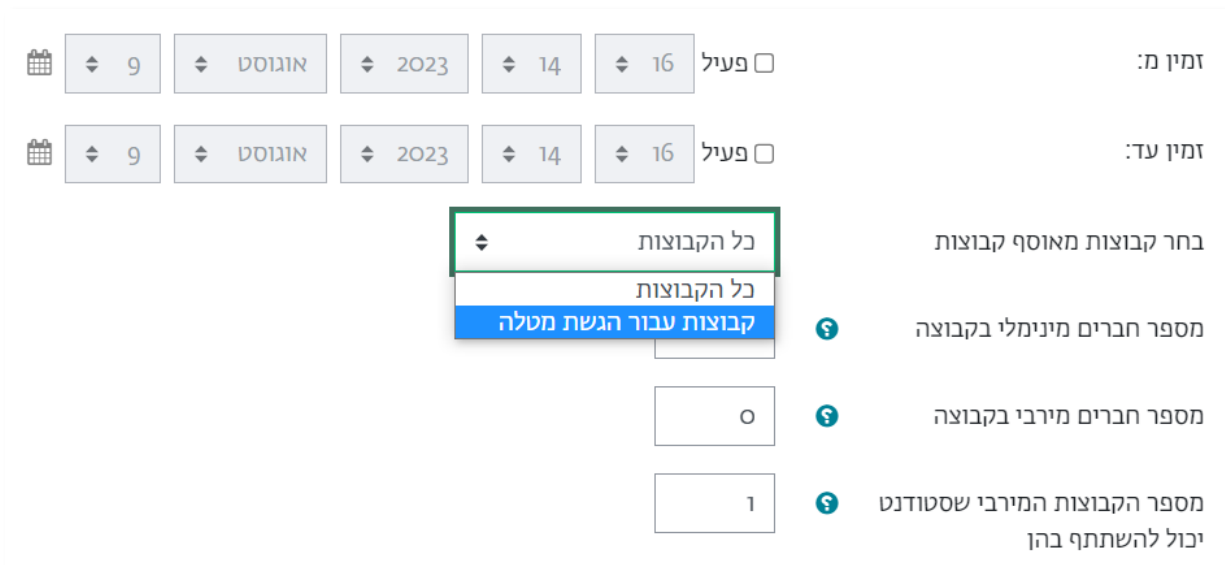 זמין מ:
פעיל 16 14 2023 אוגוסט 9
זמין עד:
פעיל 16 14 2023 אוגוסט 9
בחר קבוצות מאוסף קבוצות
כל הקבוצות
כל הקבוצות
קבוצות עבור הגשת מטלה
מספר חברים מינימלי בקבוצה
מספר חברים מירבי בקבוצה
0
מספר הקבוצות המירבי שסטודנט
יכול להשתתף בהן
1